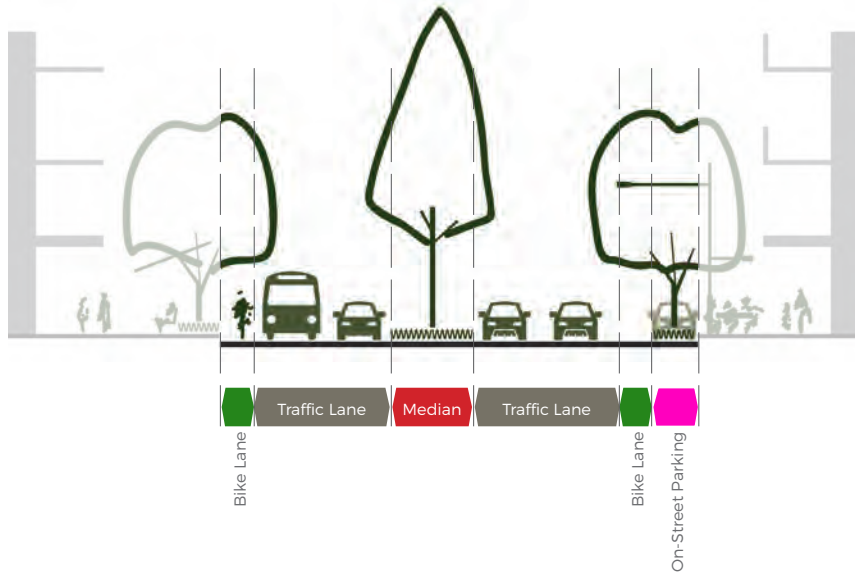 Traffic Lane
Median
Traffic Lane
Bike Lane
Bike Lane
On-Street Parking